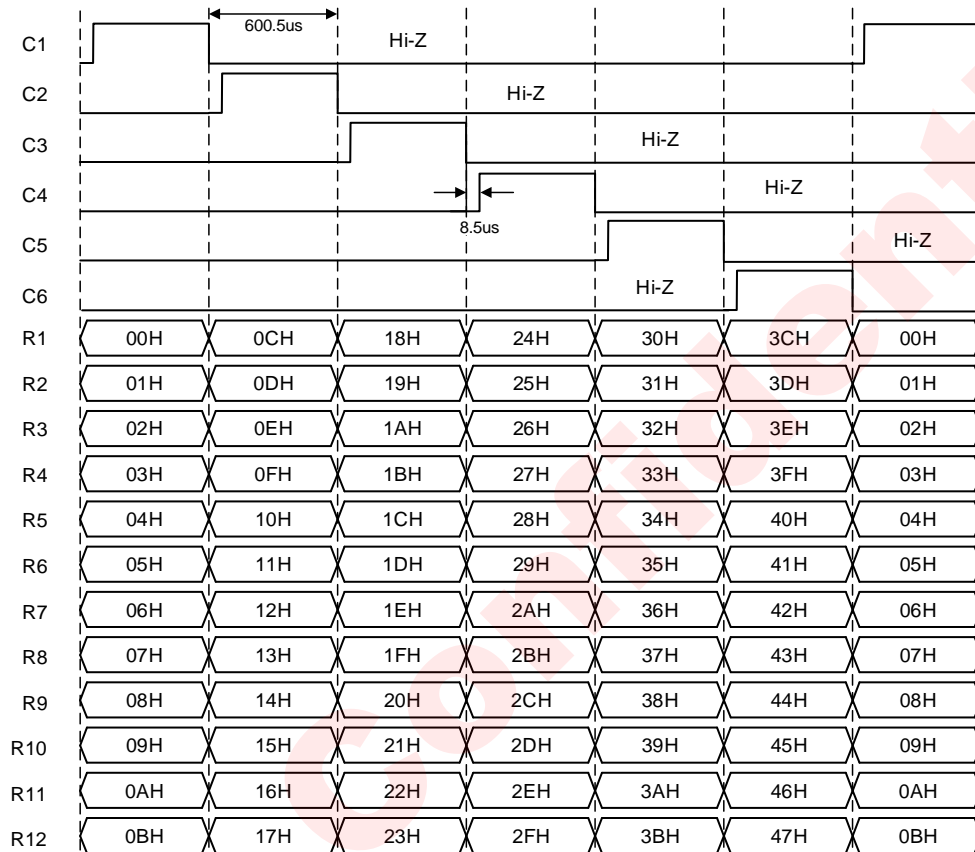 600.5us
C1 Hi-Z
C2 Hi-Z
C3 Hi-Z
C4 Hi-Z
8.5us
C5 Hi-Z
C6 Hi-Z
R1 00H 0CH 18H 24H 30H 3CH 00H
R2 01H 0DH 19H 25H 31H 3DH 01H
R3 02H 0EH 1AH 26H 32H 3EH 02H
R4 03H 0FH 1BH 27H 33H 3FH 03H
R5 04H 10H 1CH 28H 34H 40H 04H
R6 05H 11H 1DH 29H 35H 41H 05H
R7 06H 12H 1EH 2AH 36H 42H 06H
R8 07H 13H 1FH 2BH 37H 43H 07H
R9 08H 14H 20H 2CH 38H 44H 08H
R10 09H 15H 21H 2DH 39H 45H 09H
R11 0AH 16H 22H 2EH 3AH 46H 0AH
R12 0BH 17H 23H 2FH 3BH 47H 0BH
Confident